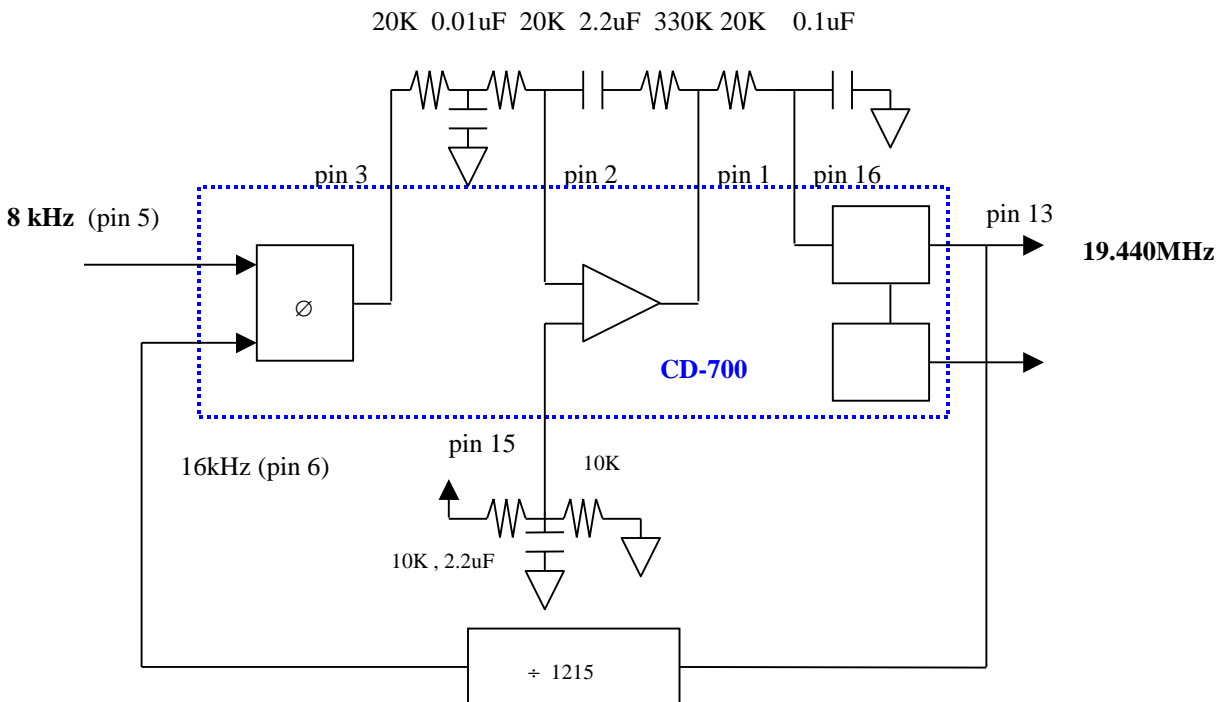 20K 0.01uF 20K 2.2uF 330K 20K 0.1uF
pin 3
pin 2
pin 1
pin 16
8 kHz (pin 5)
pin 13
19.440MHz
∅
CD-700
16kHz (pin 6)
pin 15
10K
10K , 2.2uF
÷ 1215